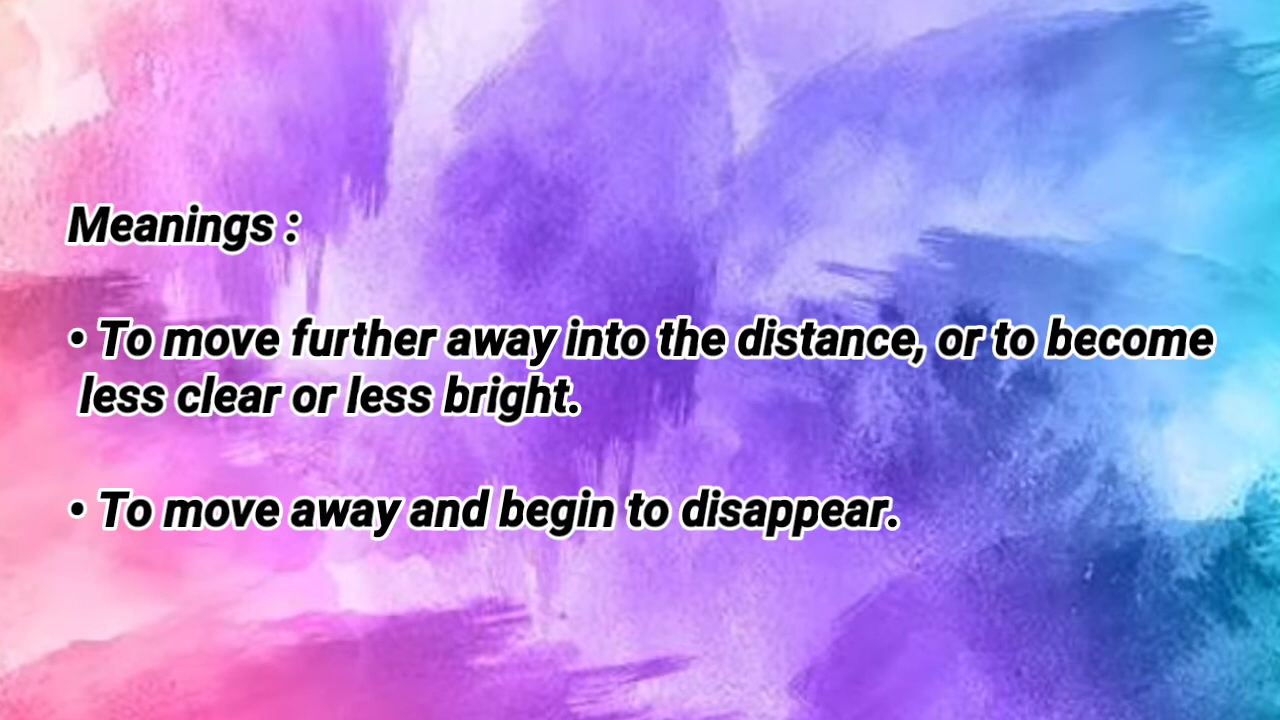 Meanings :
• To move further away into the distance, or to become
less clear or less bright.
• To move away and begin to disappear.